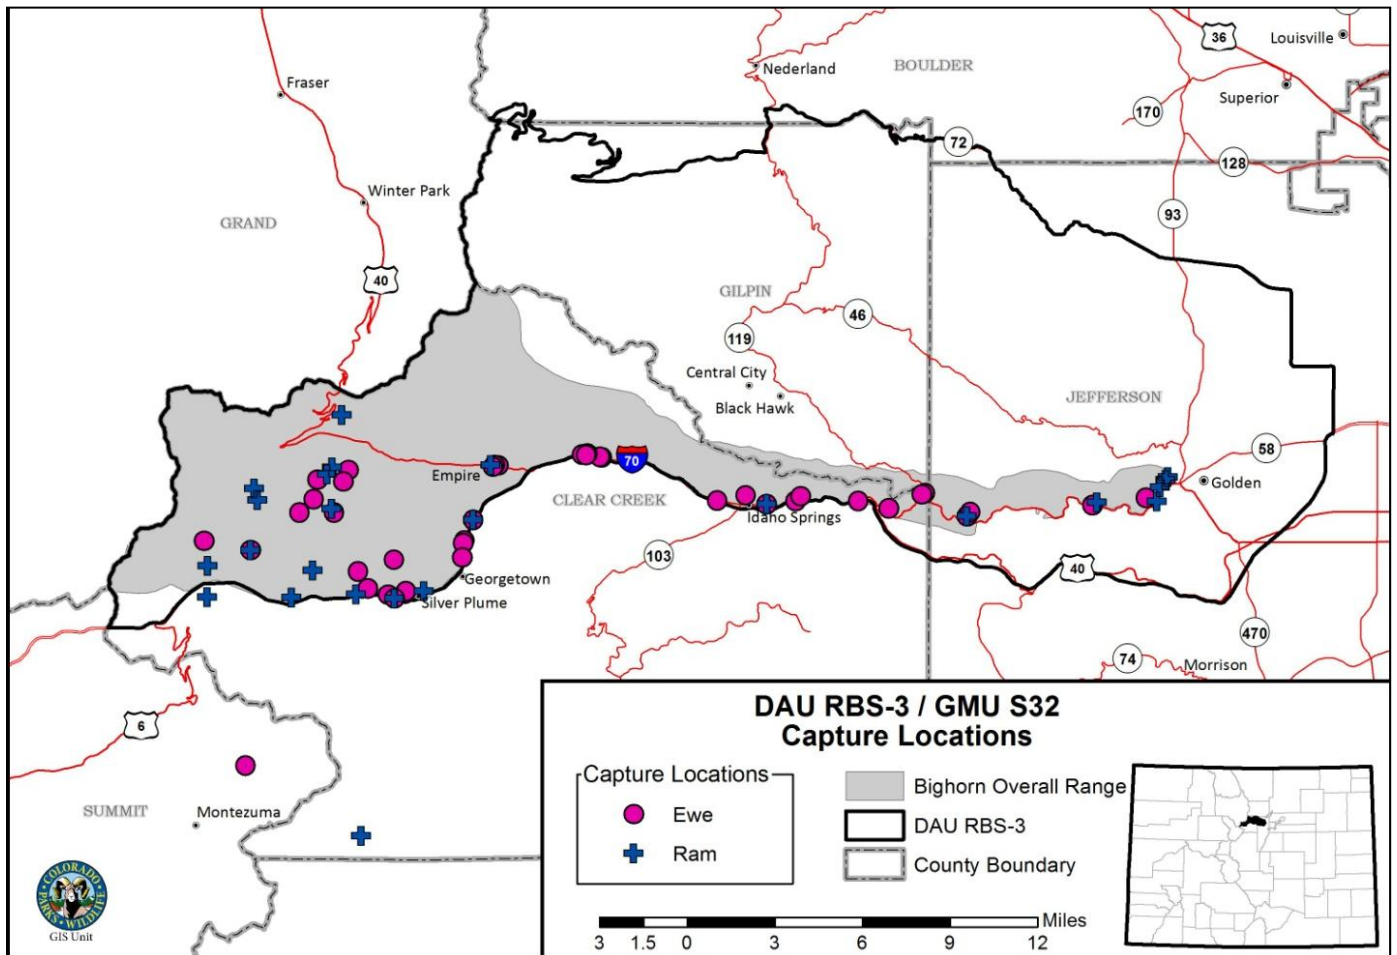 36
Louisville
Nederland
BOULDER
Fraser
Superior
170
72
128
Winter Park
93
GRAND
40
GILPIN
46
119
Central City
Black Hawk
JEFFERSON
58
70
Empire
CLEAR CREEK
Golden
Idaho Springs
103
40
Georgetown
Silver Plume
470
74
Morrison
6
SUMMIT
Montezuma
DAU RBS-3 / GMU S32
Capture Locations
Capture Locations
Ewe
Ram
Bighorn Overall Range
DAU RBS-3
County Boundary
Miles
3 1.5 0 3 6 9 12
COLORADO
PARKS • WILDLIFE
GIS Unit